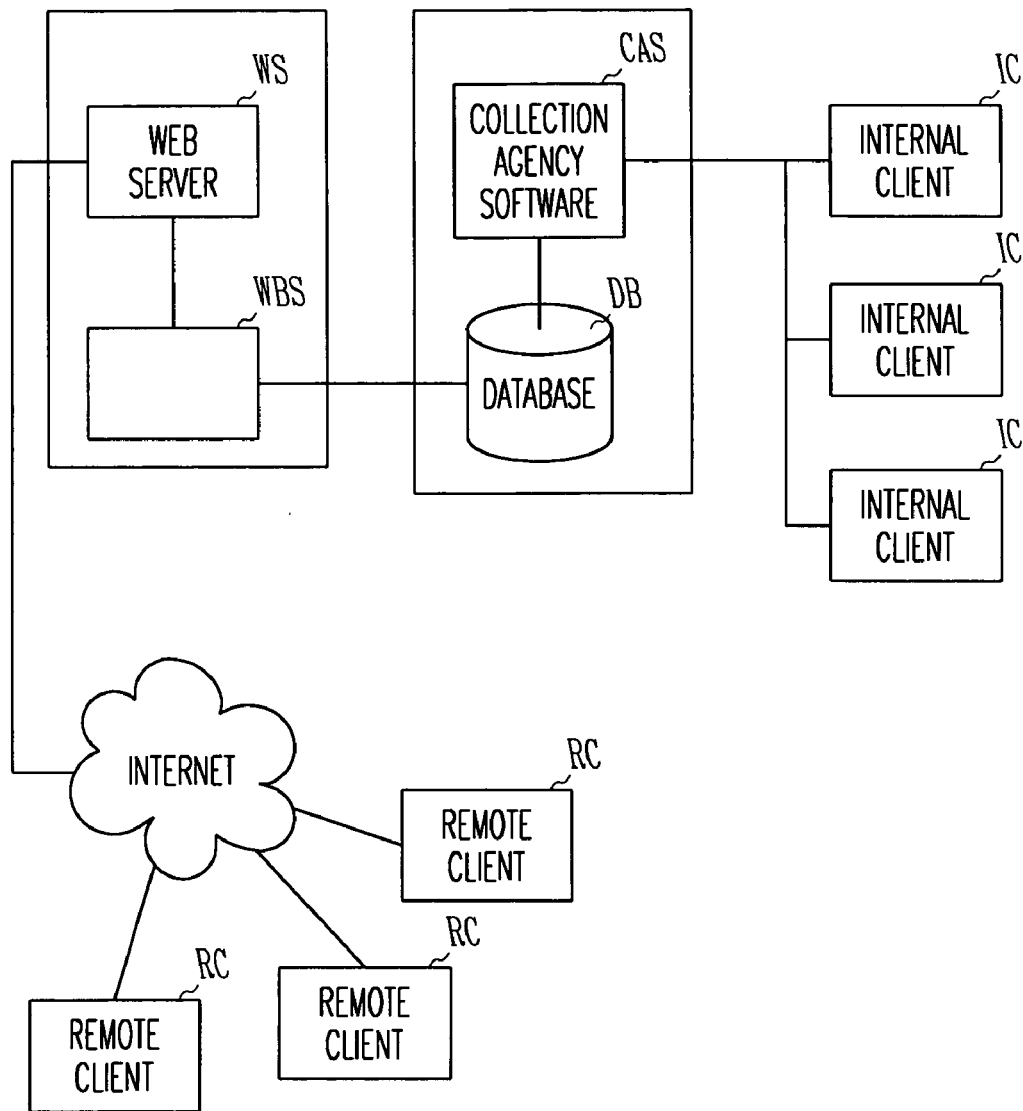 WS
WEB
SERVER
WBS
CAS
COLLECTION
AGENCY
SOFTWARE
DB
DATABASE
IC
INTERNAL
CLIENT
IC
INTERNAL
CLIENT
IC
INTERNAL
CLIENT
INTERNET
RC
REMOTE
CLIENT
RC
REMOTE
CLIENT
RC
REMOTE
CLIENT